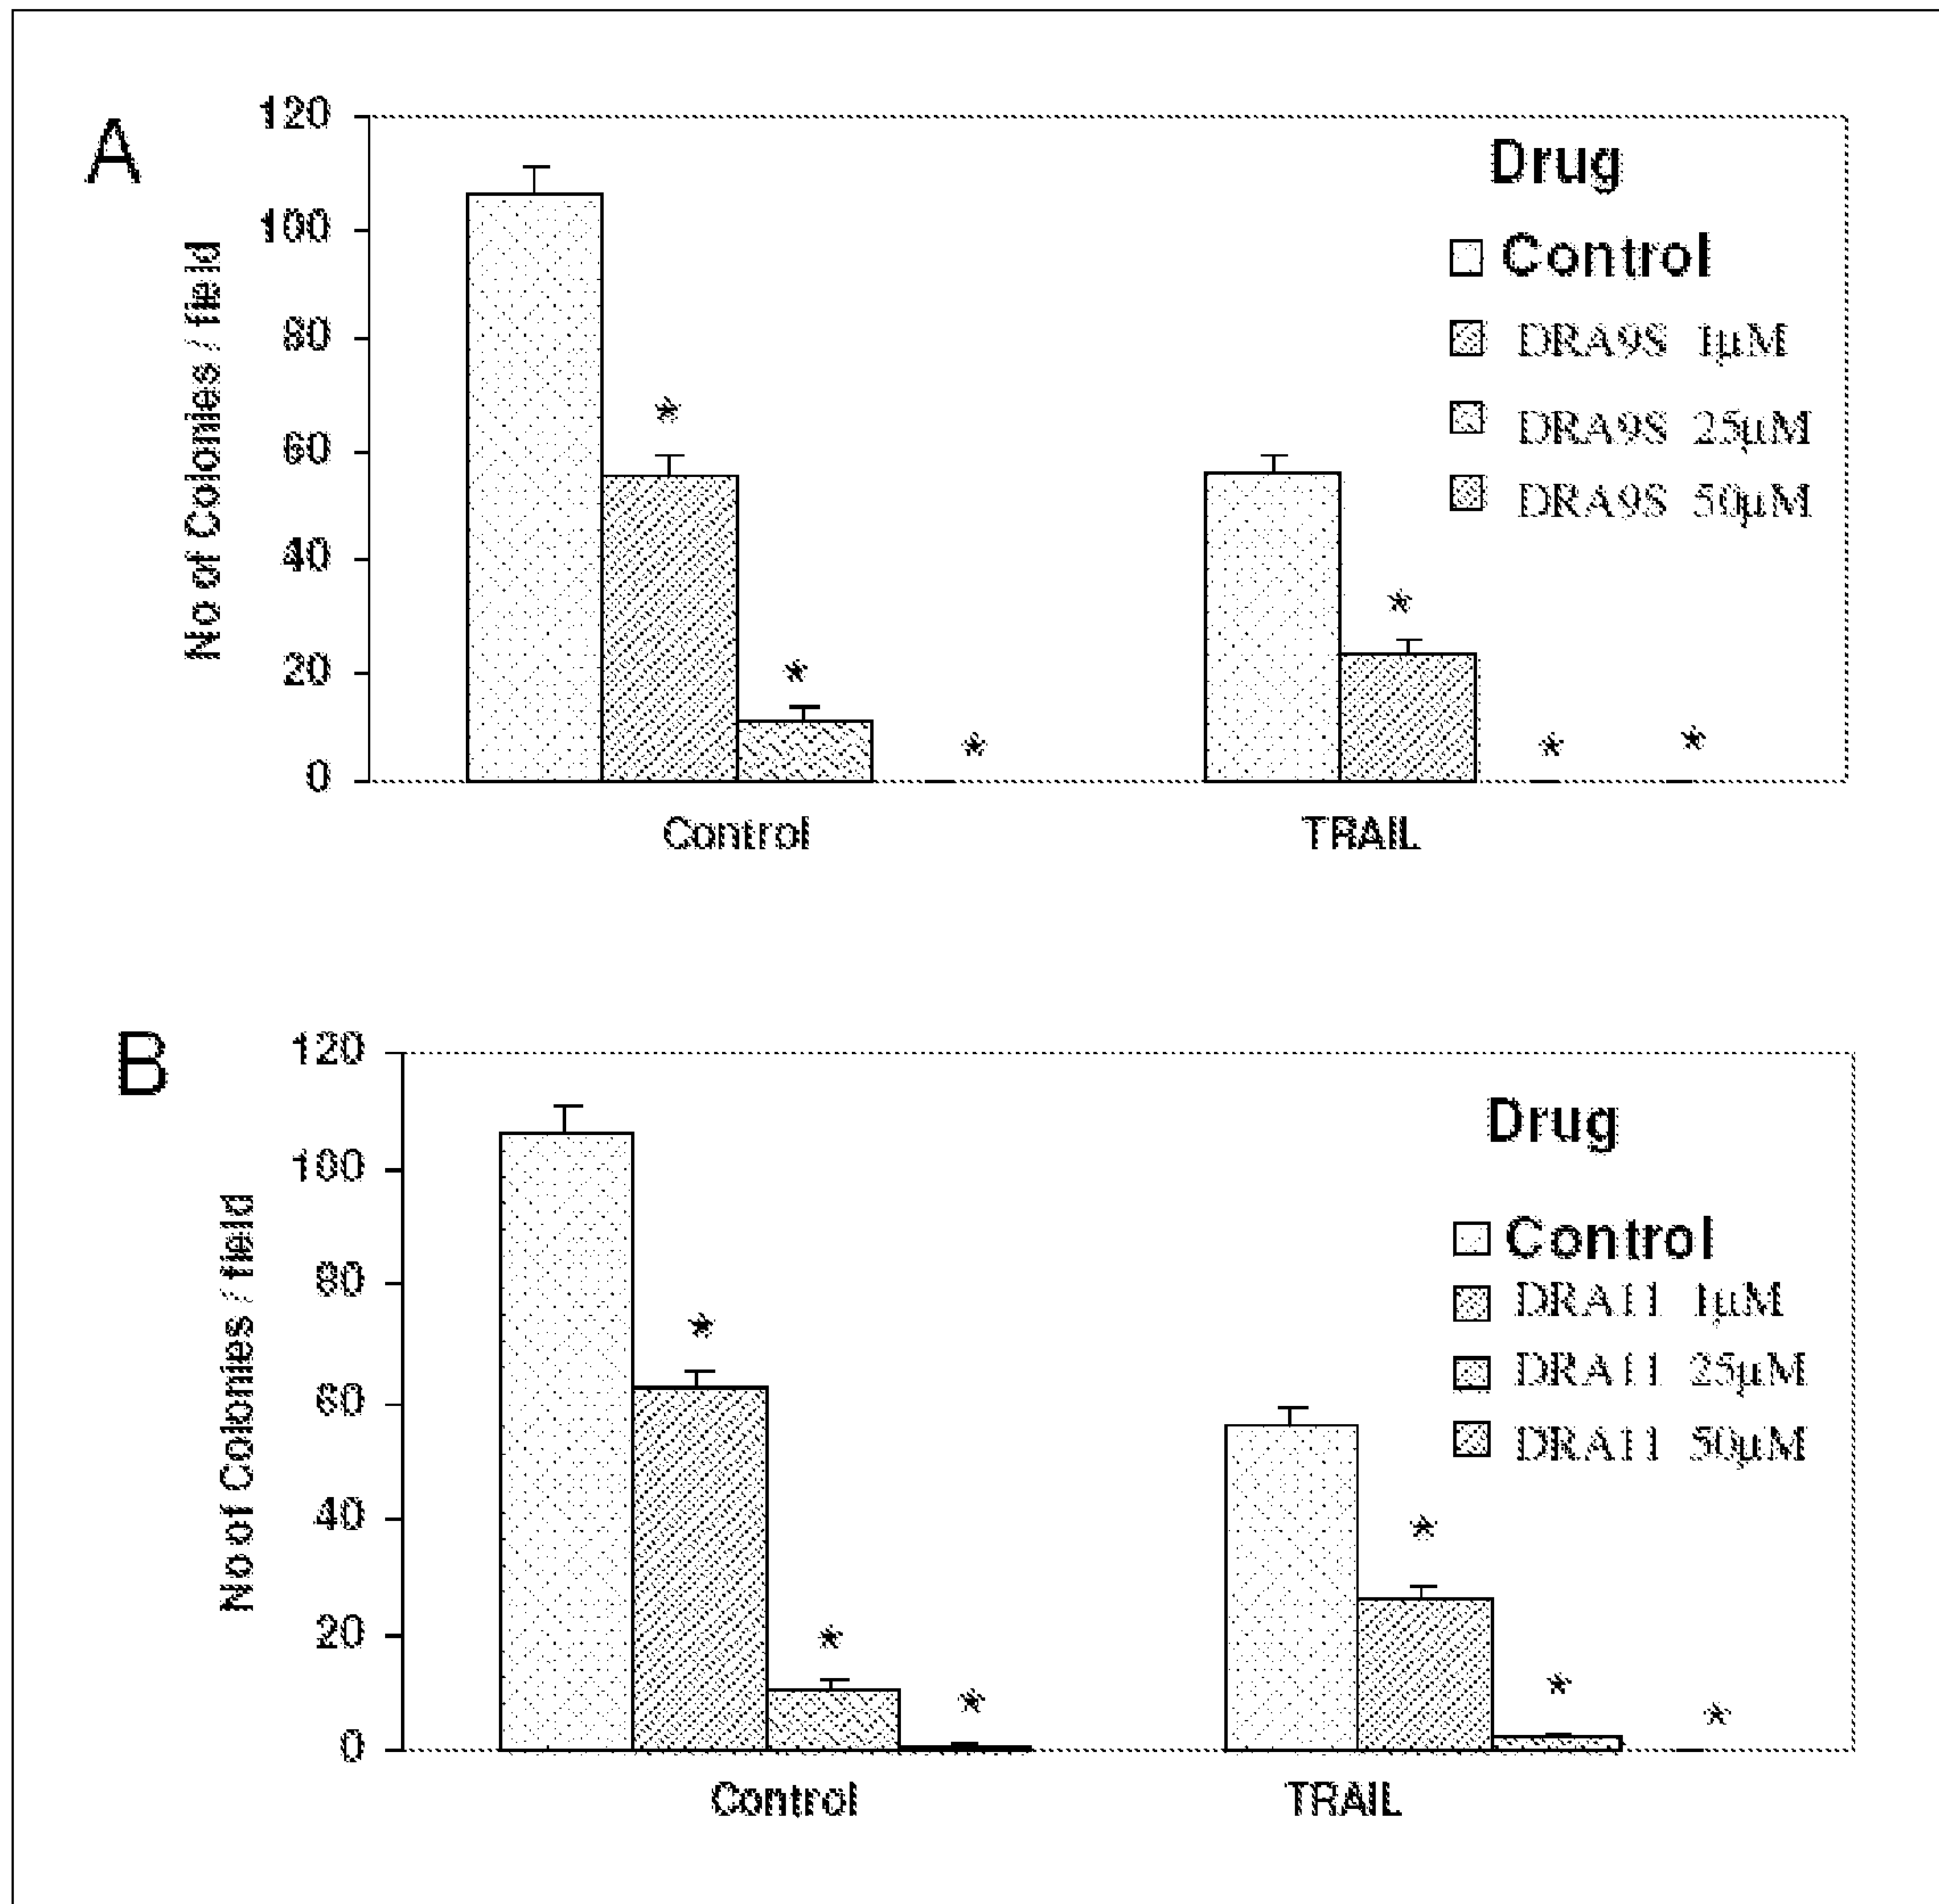 A
120
100
80
60
40
20
0
No of Colonies / field
Drug
Control
DRA9S 1μM
DRA9S 25μM
DRA9S 50μM
*
*
*
*
*
*
Control
TRAIL
B
120
100
80
60
40
20
0
No of Colonies / field
Drug
Control
DRA11 1μM
DRA11 25μM
DRA11 50μM
*
*
*
*
*
*
Control
TRAIL